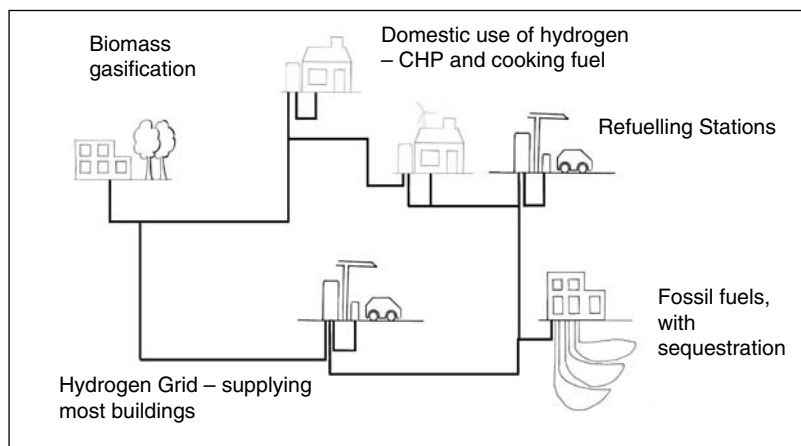 Biomass
gasification
Domestic use of hydrogen
– CHP and cooking fuel
Refuelling Stations
Fossil fuels,
with
sequestration
Hydrogen Grid – supplying
most buildings